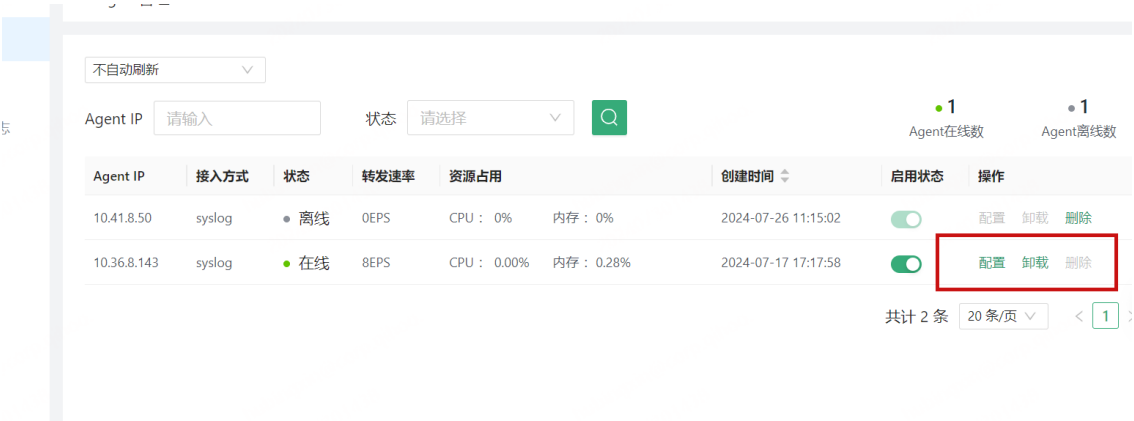 不自动刷新
Agent IP 请输入 状态 请选择
1 1
Agent在线数 Agent离线数
Agent IP 接入方式 状态 转发速率 资源占用 创建时间 启用状态 操作
10.41.8.50 syslog 离线 0EPS CPU： 0% 内存： 0% 2024-07-26 11:15:02 配置 卸载 删除
10.36.8.143 syslog 在线 8EPS CPU： 0.00% 内存： 0.28% 2024-07-17 17:17:58 配置 卸载 删除
共计 2 条 20 条/页 < 1 >